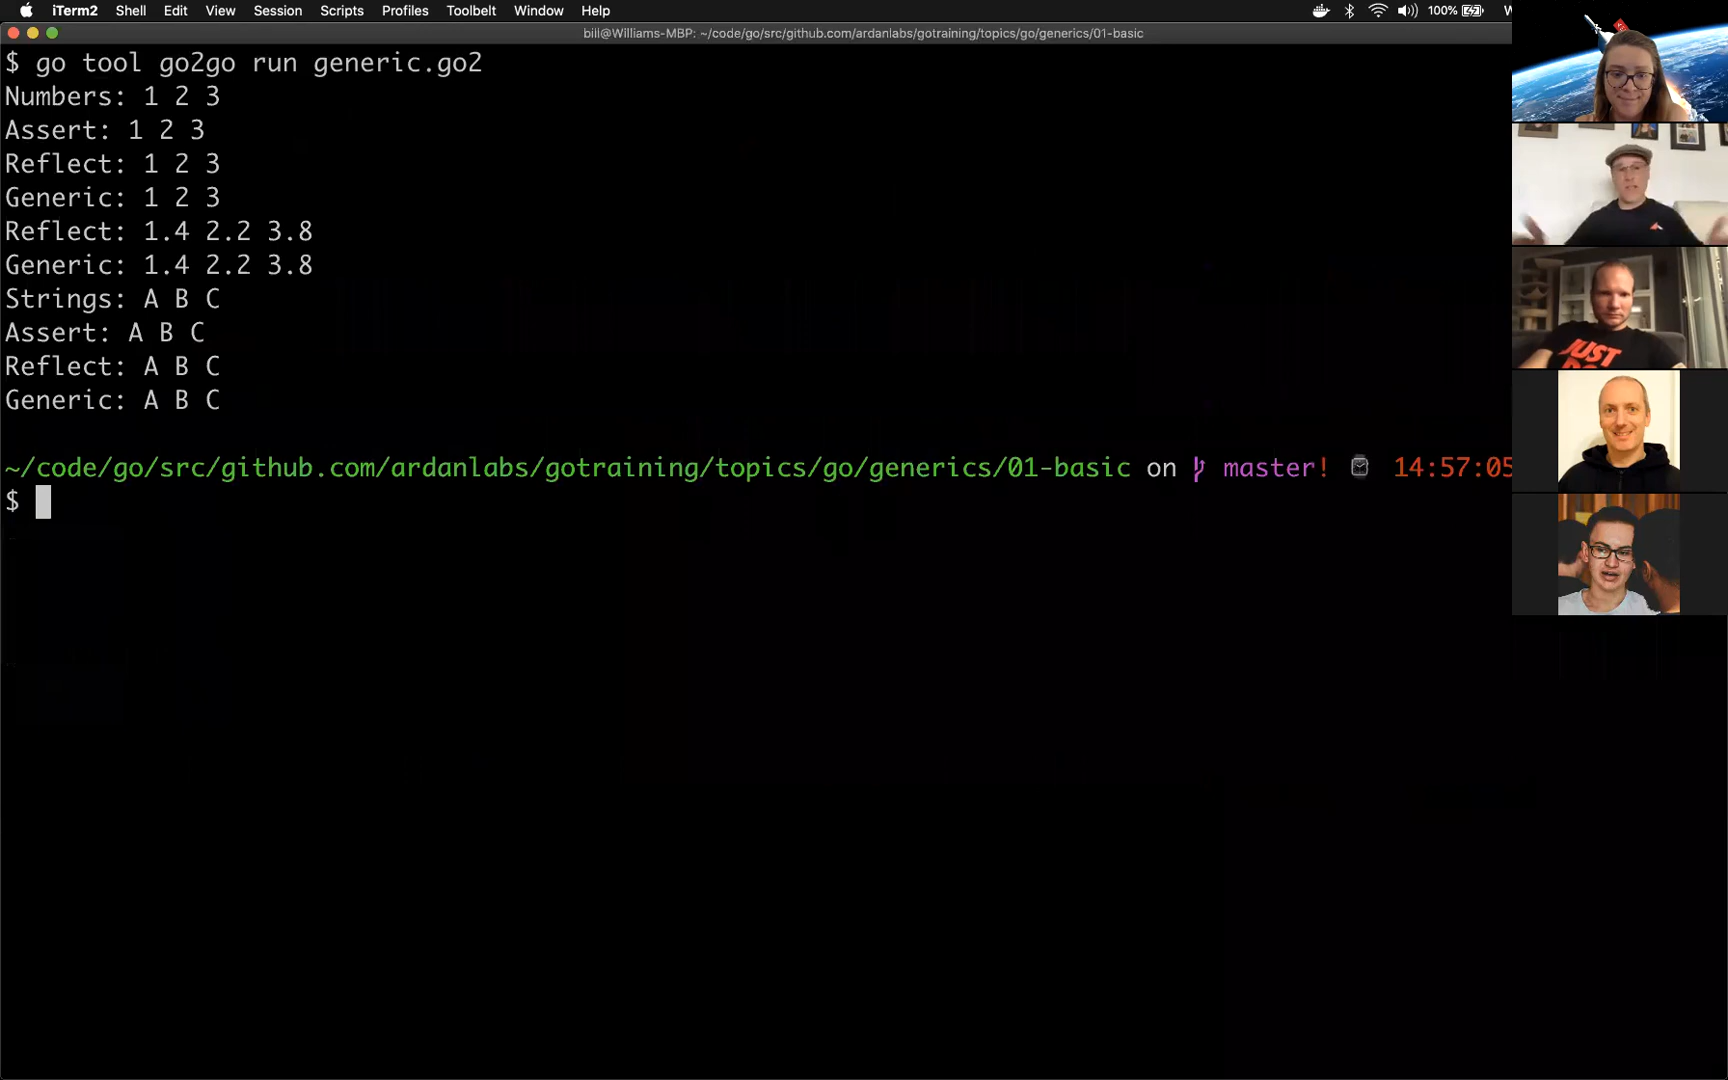 iTerm2 Shell Edit View Session Scripts Profiles Toolbelt Window Help 100%
bill@Williams-MBP: ~/code/go/src/github.com/ardanlabs/gotraining/topics/go/generics/01-basic
$ go tool go2go run generic.go2
Numbers: 1 2 3
Assert: 1 2 3
Reflect: 1 2 3
Generic: 1 2 3
Reflect: 1.4 2.2 3.8
Generic: 1.4 2.2 3.8
Strings: A B C
Assert: A B C
Reflect: A B C
Generic: A B C
~/code/go/src/github.com/ardanlabs/gotraining/topics/go/generics/01-basic on master! 14:57:05
$
JUST